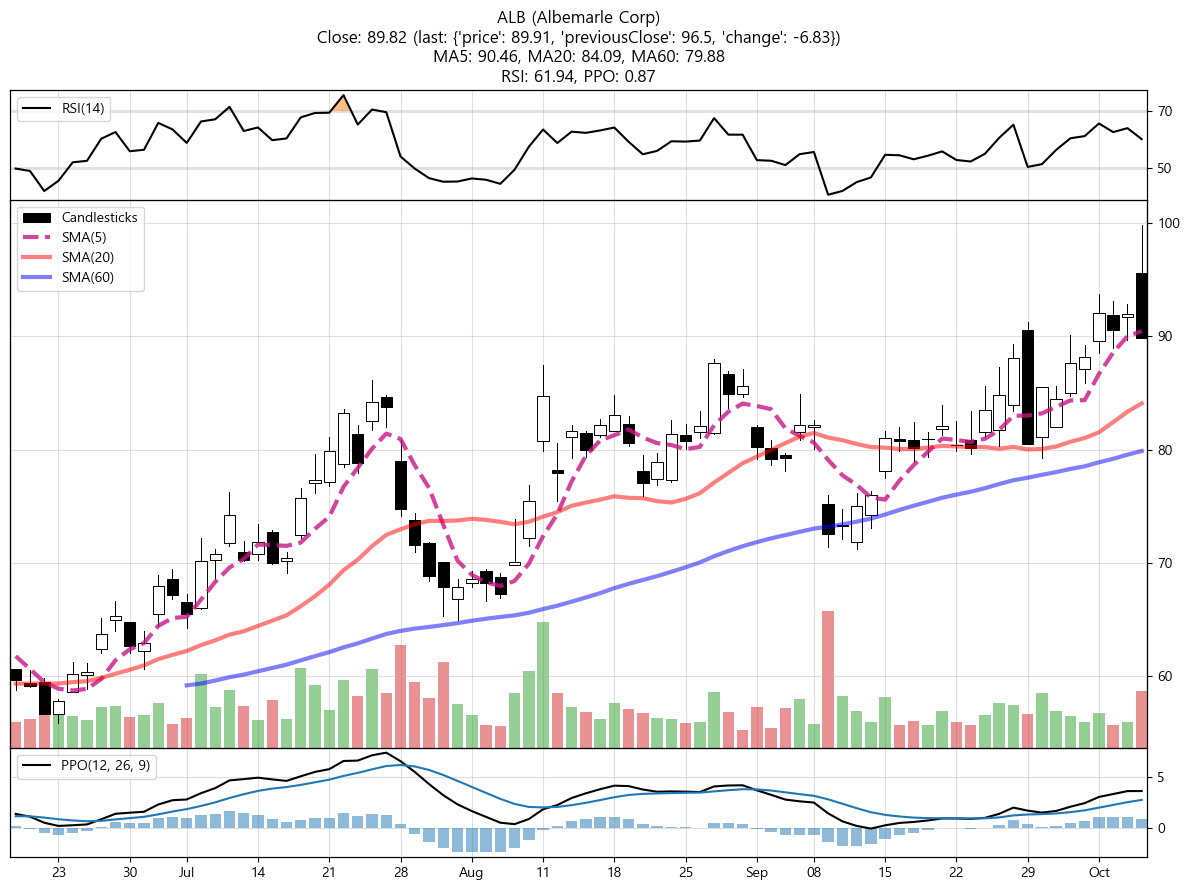 ALB (Albemarle Corp)
Close: 89.82 (last: {'price': 89.91, 'previousClose': 96.5, 'change': -6.83})
MA5: 90.46, MA20: 84.09, MA60: 79.88
RSI: 61.94, PPO: 0.87
RSI(14)
70
50
Candlesticks
SMA(5)
SMA(20)
SMA(60)
100
90
80
70
60
PPO(12, 26, 9)
5
0
23 30 Jul 14 21 28 Aug 11 18 25 Sep 08 15 22 29 Oct